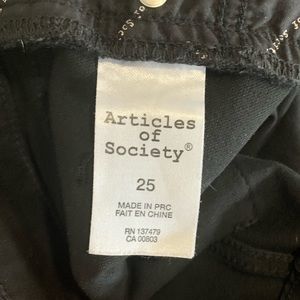 Articles
of
Society®
25
MADE IN PRC
FAIT EN CHINE
RN 137479
CA 00803